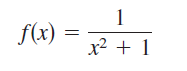 f(x) = 1 / (x² + 1)